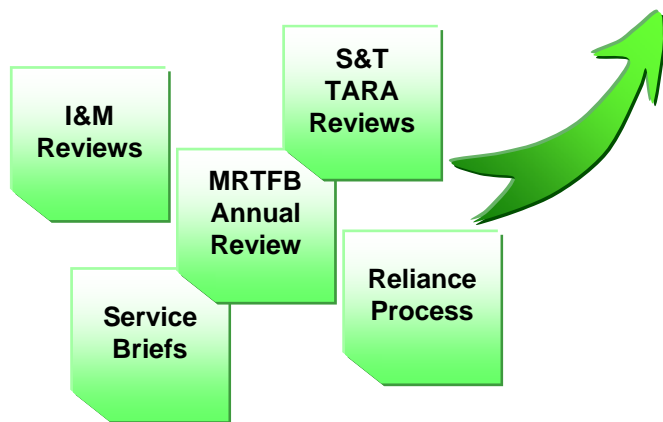 S&T
TARA
Reviews
I&M
Reviews
MRTFB
Annual
Review
Reliance
Process
Service
Briefs